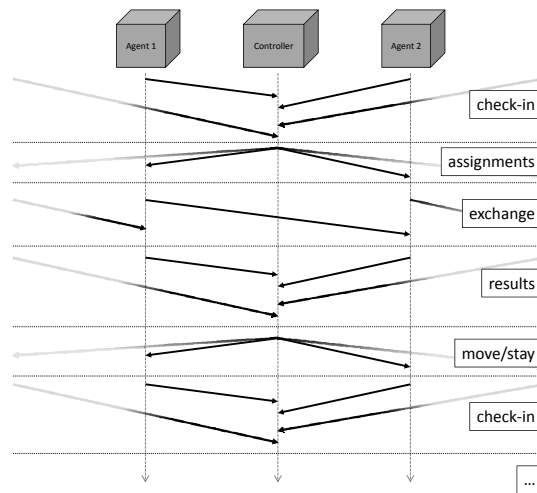 Agent 1
Controller
Agent 2
check-in
assignments
exchange
results
move/stay
check-in
...